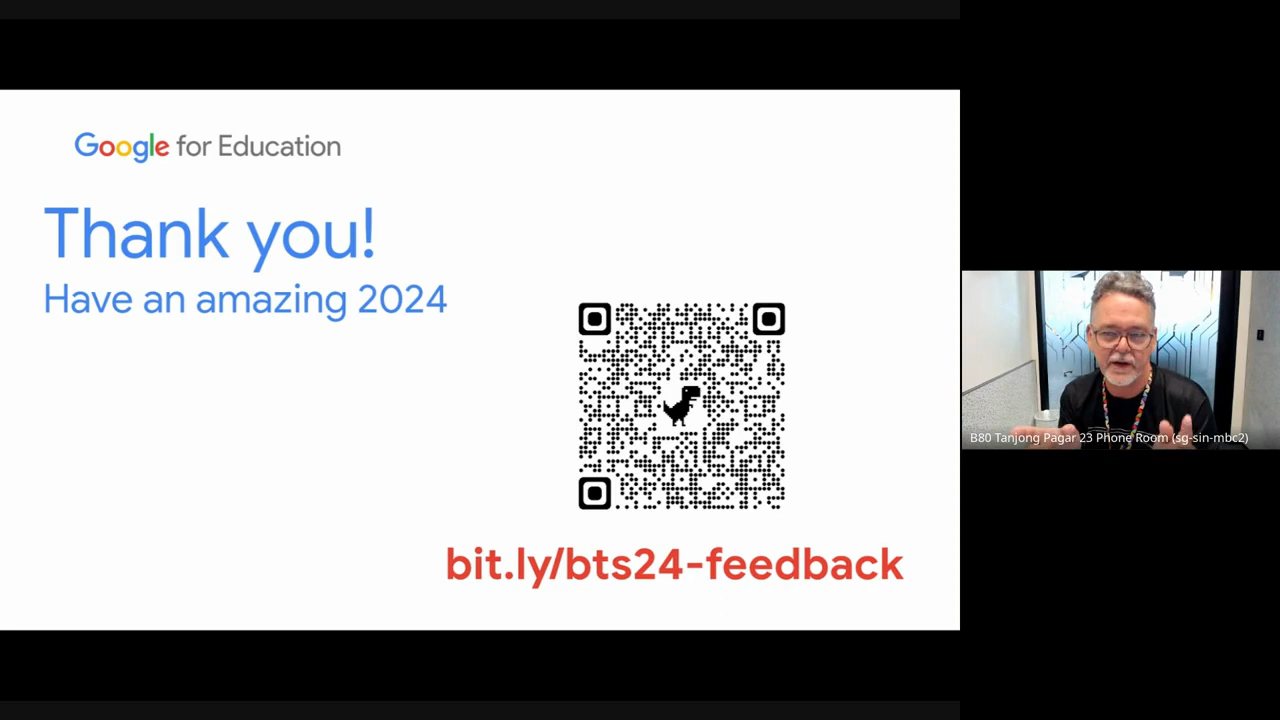 Google for Education
Thank you!
Have an amazing 2024
bit.ly/bts24-feedback
B80 Tanjong Pagar 23 Phone Room (sg-sin-mbc2)